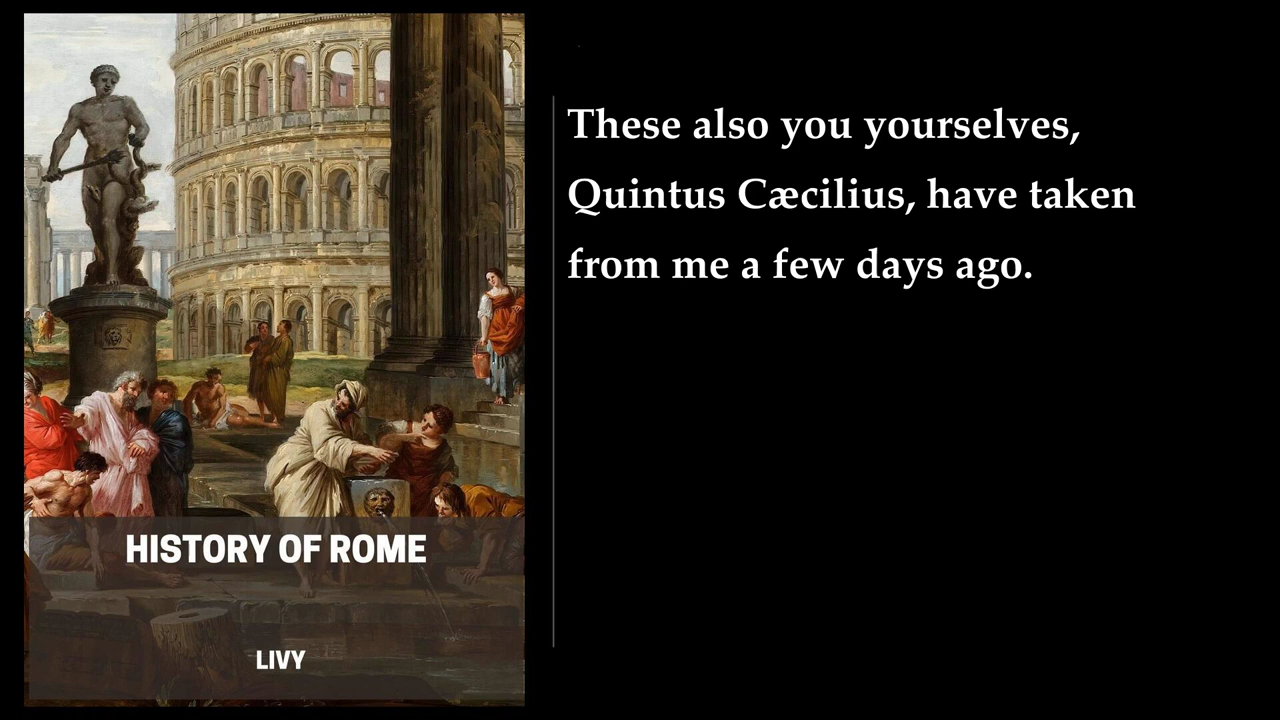 HISTORY OF ROME
LIVY
These also you yourselves,
Quintus Cæcilius, have taken
from me a few days ago.